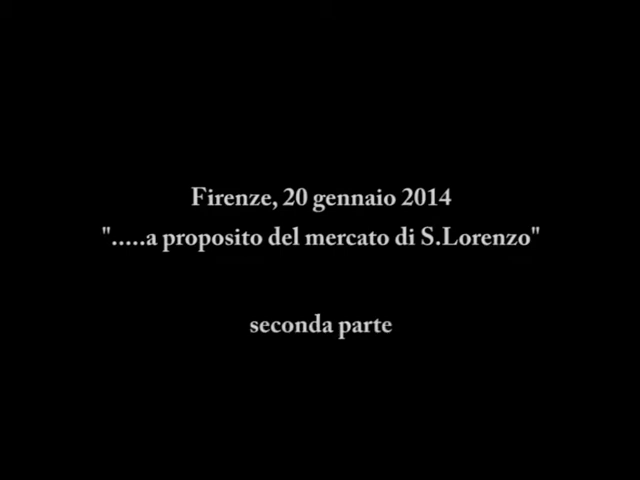 Firenze, 20 gennaio 2014
".....a proposito del mercato di S.Lorenzo"
seconda parte